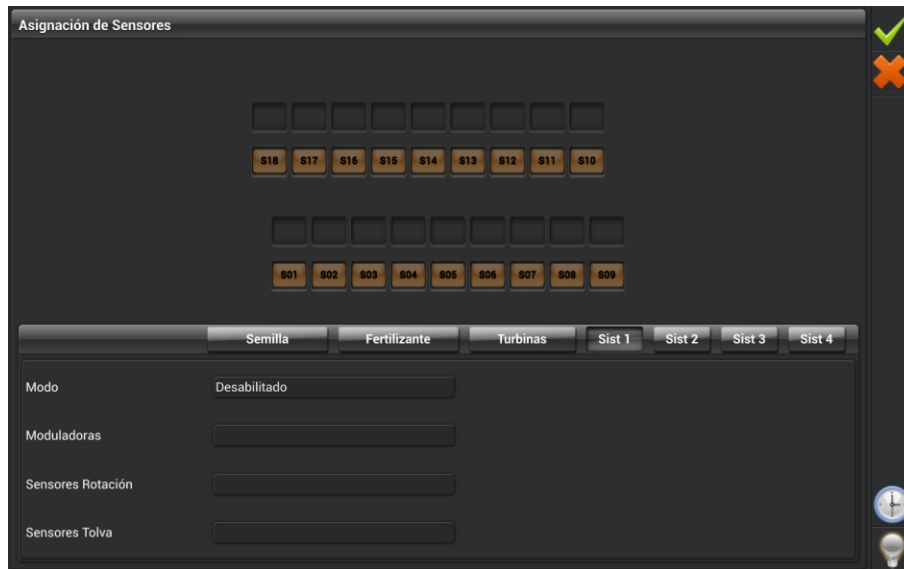 Asignación de Sensores
S18 S17 S16 S15 S14 S13 S12 S11 S10
S01 S02 S03 S04 S05 S06 S07 S08 S09
Semilla Fertilizante Turbinas Sist 1 Sist 2 Sist 3 Sist 4
Modo Desabilitado
Moduladoras
Sensores Rotación
Sensores Tolva